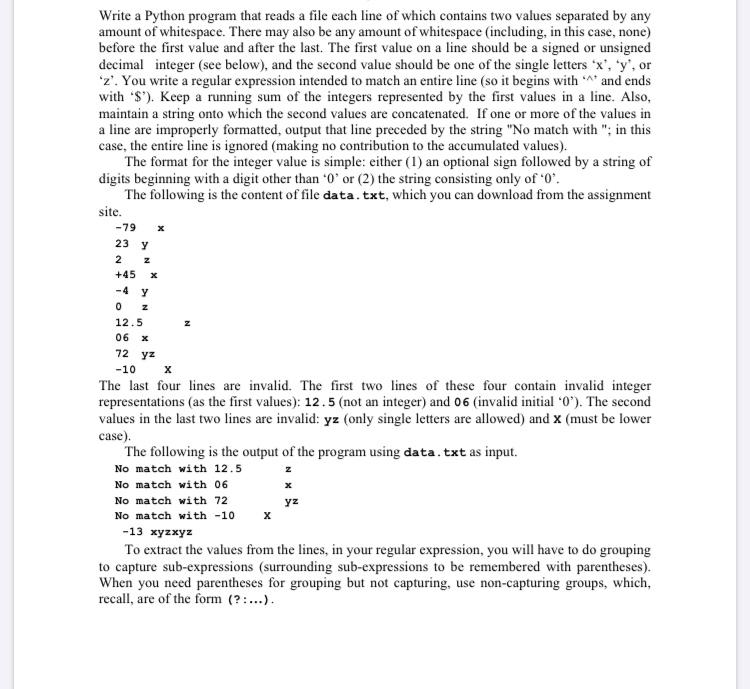 Write a Python program that reads a file each line of which contains two values separated by any
amount of whitespace. There may also be any amount of whitespace (including, in this case, none)
before the first value and after the last. The first value on a line should be a signed or unsigned
decimal integer (see below), and the second value should be one of the single letters ‘x’, ‘y’, or
‘z’. You write a regular expression intended to match an entire line (so it begins with ‘^’ and ends
with ‘$’). Keep a running sum of the integers represented by the first values in a line. Also,
maintain a string onto which the second values are concatenated. If one or more of the values in
a line are improperly formatted, output that line preceded by the string "No match with "; in this
case, the entire line is ignored (making no contribution to the accumulated values).
The format for the integer value is simple: either (1) an optional sign followed by a string of
digits beginning with a digit other than ‘0’ or (2) the string consisting only of ‘0’.
The following is the content of file data.txt, which you can download from the assignment
site.
-79 x
23 y
2 z
+45 x
-4 y
0 z
12.5 z
06 x
72 yz
-10 X
The last four lines are invalid. The first two lines of these four contain invalid integer
representations (as the first values): 12.5 (not an integer) and 06 (invalid initial ‘0’). The second
values in the last two lines are invalid: yz (only single letters are allowed) and X (must be lower
case).
The following is the output of the program using data.txt as input.
No match with 12.5 z
No match with 06 x
No match with 72 yz
No match with -10 X
-13 xyzxyz
To extract the values from the lines, in your regular expression, you will have to do grouping
to capture sub-expressions (surrounding sub-expressions to be remembered with parentheses).
When you need parentheses for grouping but not capturing, use non-capturing groups, which,
recall, are of the form (?:…).